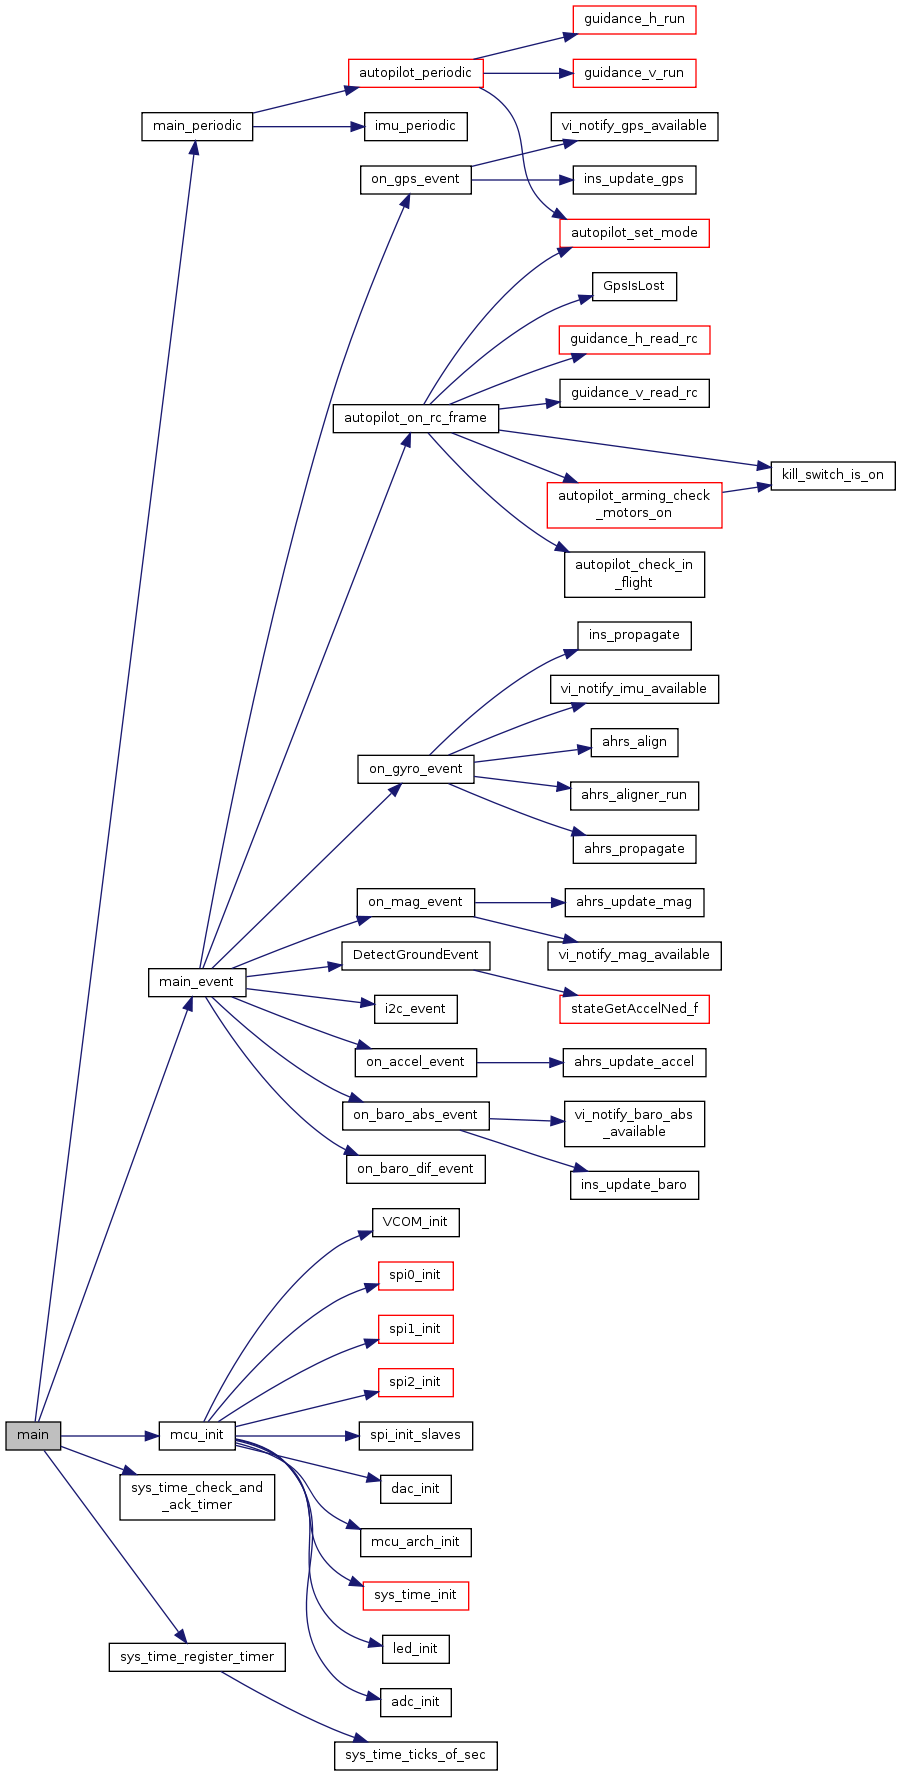 guidance_h_run
autopilot_periodic
guidance_v_run
main_periodic
imu_periodic
vi_notify_gps_available
on_gps_event
ins_update_gps
autopilot_set_mode
GpsIsLost
guidance_h_read_rc
guidance_v_read_rc
autopilot_on_rc_frame
kill_switch_is_on
autopilot_arming_check
_motors_on
autopilot_check_in
_flight
ins_propagate
vi_notify_imu_available
ahrs_align
on_gyro_event
ahrs_aligner_run
ahrs_propagate
on_mag_event
ahrs_update_mag
DetectGroundEvent
vi_notify_mag_available
main_event
i2c_event
stateGetAccelNed_f
on_accel_event
ahrs_update_accel
on_baro_abs_event
vi_notify_baro_abs
_available
on_baro_dif_event
ins_update_baro
VCOM_init
spi0_init
spi1_init
spi2_init
main
mcu_init
spi_init_slaves
sys_time_check_and
_ack_timer
dac_init
mcu_arch_init
sys_time_init
led_init
sys_time_register_timer
adc_init
sys_time_ticks_of_sec